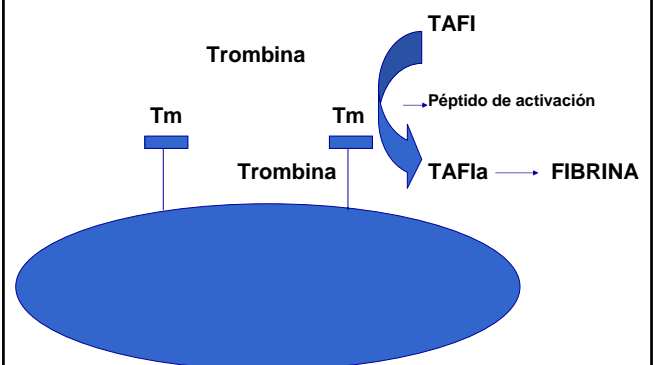 TAFI
Trombina
Péptido de activación
Tm
Tm
Trombina
TAFIa
FIBRINA